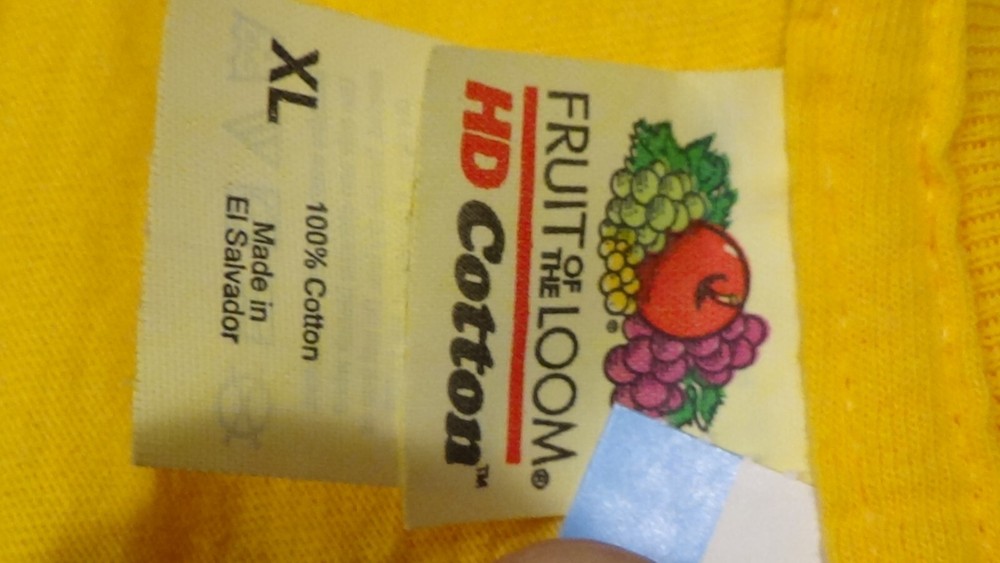 FRUIT OF THE LOOM®
HD Cotton™
XL
100% Cotton
Made in
El Salvador